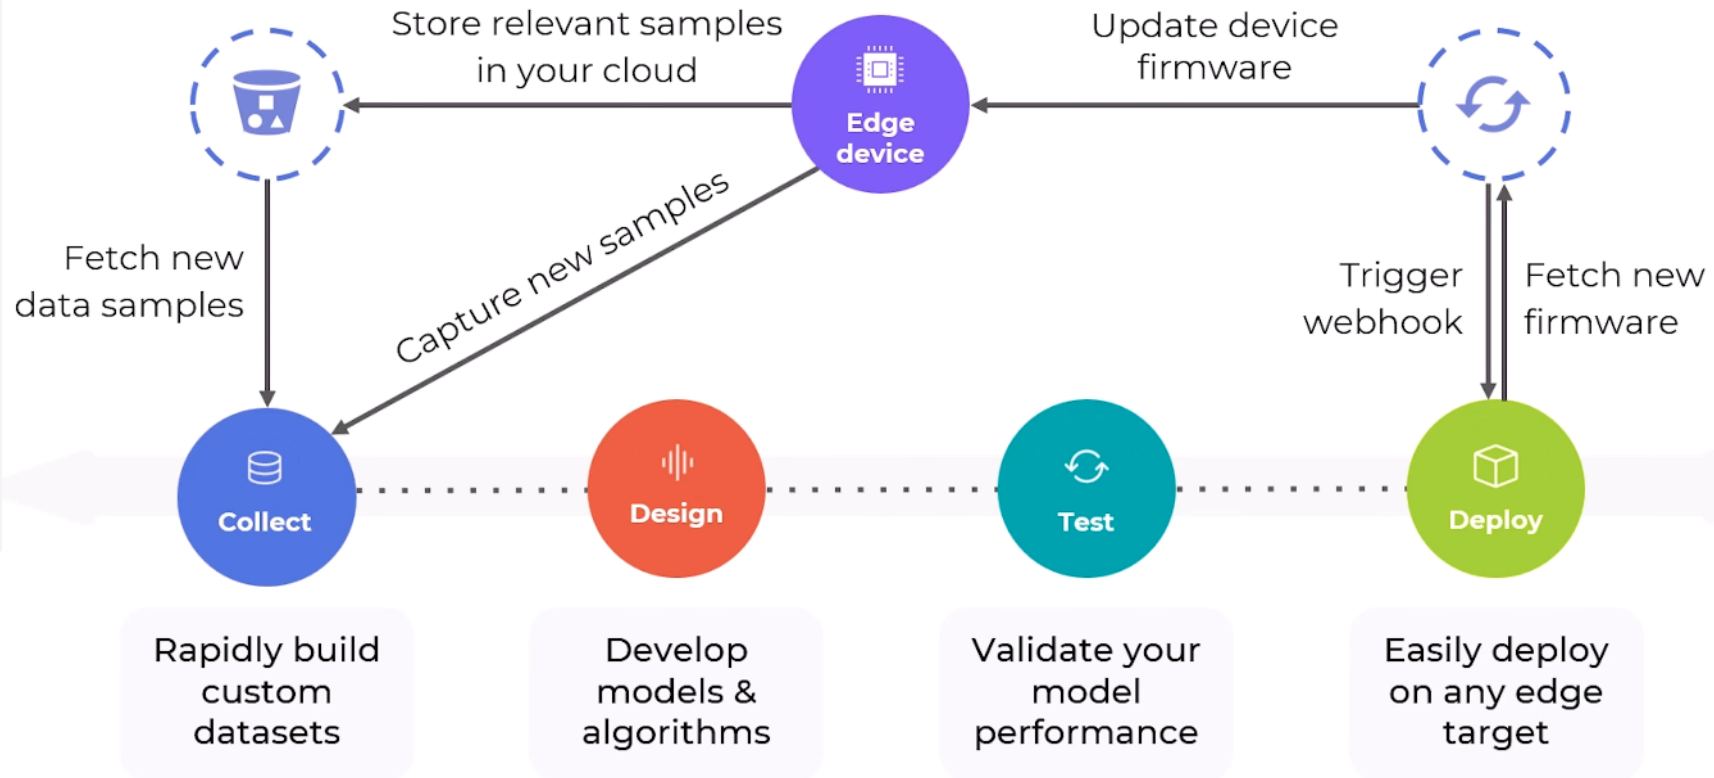 Store relevant samples
in your cloud
Update device
firmware
Edge
device
Capture new samples
Fetch new
data samples
Trigger
webhook
Fetch new
firmware
Collect
Design
Test
Deploy
Rapidly build
custom
datasets
Develop
models &
algorithms
Validate your
model
performance
Easily deploy
on any edge
target